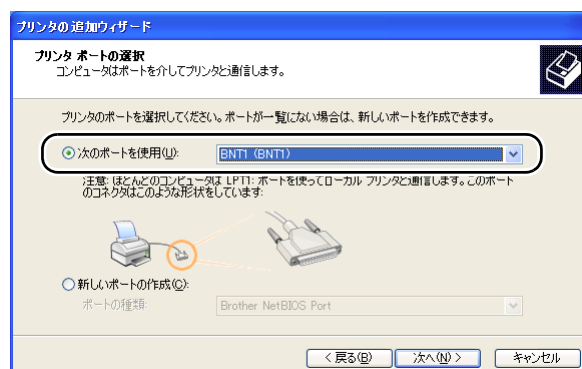 プリンタの追加ウィザード
プリンタ ポートの選択
コンピュータはポートを介してプリンタと通信します。
プリンタのポートを選択してください。ポートが一覧にない場合は、新しいポートを作成できます。
次のポートを使用(U):
BNT1 (BNT1)
注意: ほとんどのコンピュータは LPT1: ポートを使ってローカル プリンタと通信します。このポート
のコネクタはこのような形状をしています:
新しいポートの作成(C):
ポートの種類:
Brother NetBIOS Port
< 戻る(B)
次へ(N) >
キャンセル